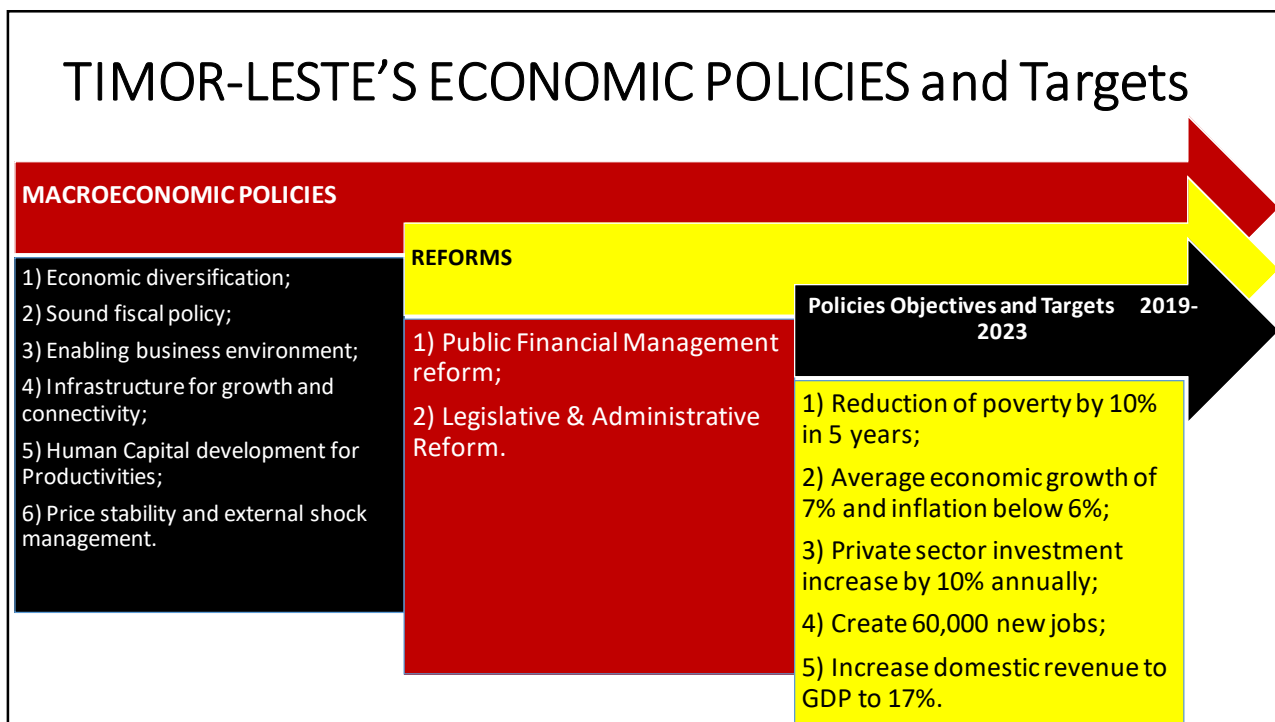 TIMOR-LESTE'S ECONOMIC POLICIES and Targets
MACROECONOMIC POLICIES
1) Economic diversification;
2) Sound fiscal policy;
3) Enabling business environment;
4) Infrastructure for growth and
connectivity;
5) Human Capital development for
Productivities;
6) Price stability and external shock
management.
REFORMS
1) Public Financial Management
reform;
2) Legislative & Administrative
Reform.
Policies Objectives and Targets 2019-
2023
1) Reduction of poverty by 10%
in 5 years;
2) Average economic growth of
7% and inflation below 6%;
3) Private sector investment
increase by 10% annually;
4) Create 60,000 new jobs;
5) Increase domestic revenue to
GDP to 17%.